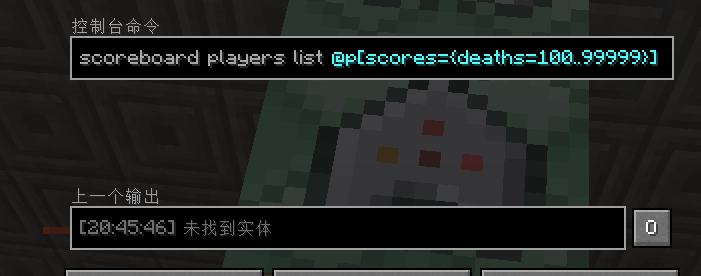 控制台命令
scoreboard players list @p[scores={deaths=100..99999}]
上一个输出
[20:45:46] 未找到实体
O